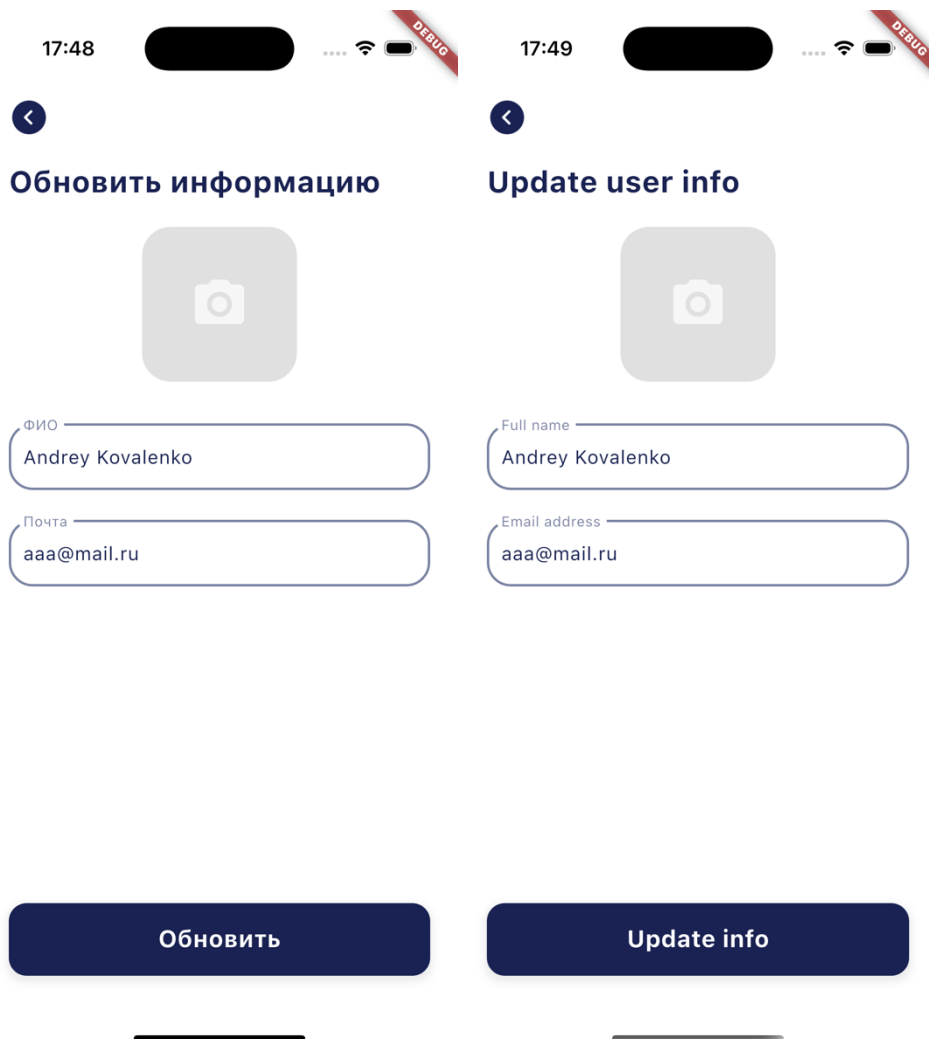 17:48
DEBUG
Обновить информацию
ФИО
Andrey Kovalenko
Почта
aaa@mail.ru
Обновить
17:49
DEBUG
Update user info
Full name
Andrey Kovalenko
Email address
aaa@mail.ru
Update info